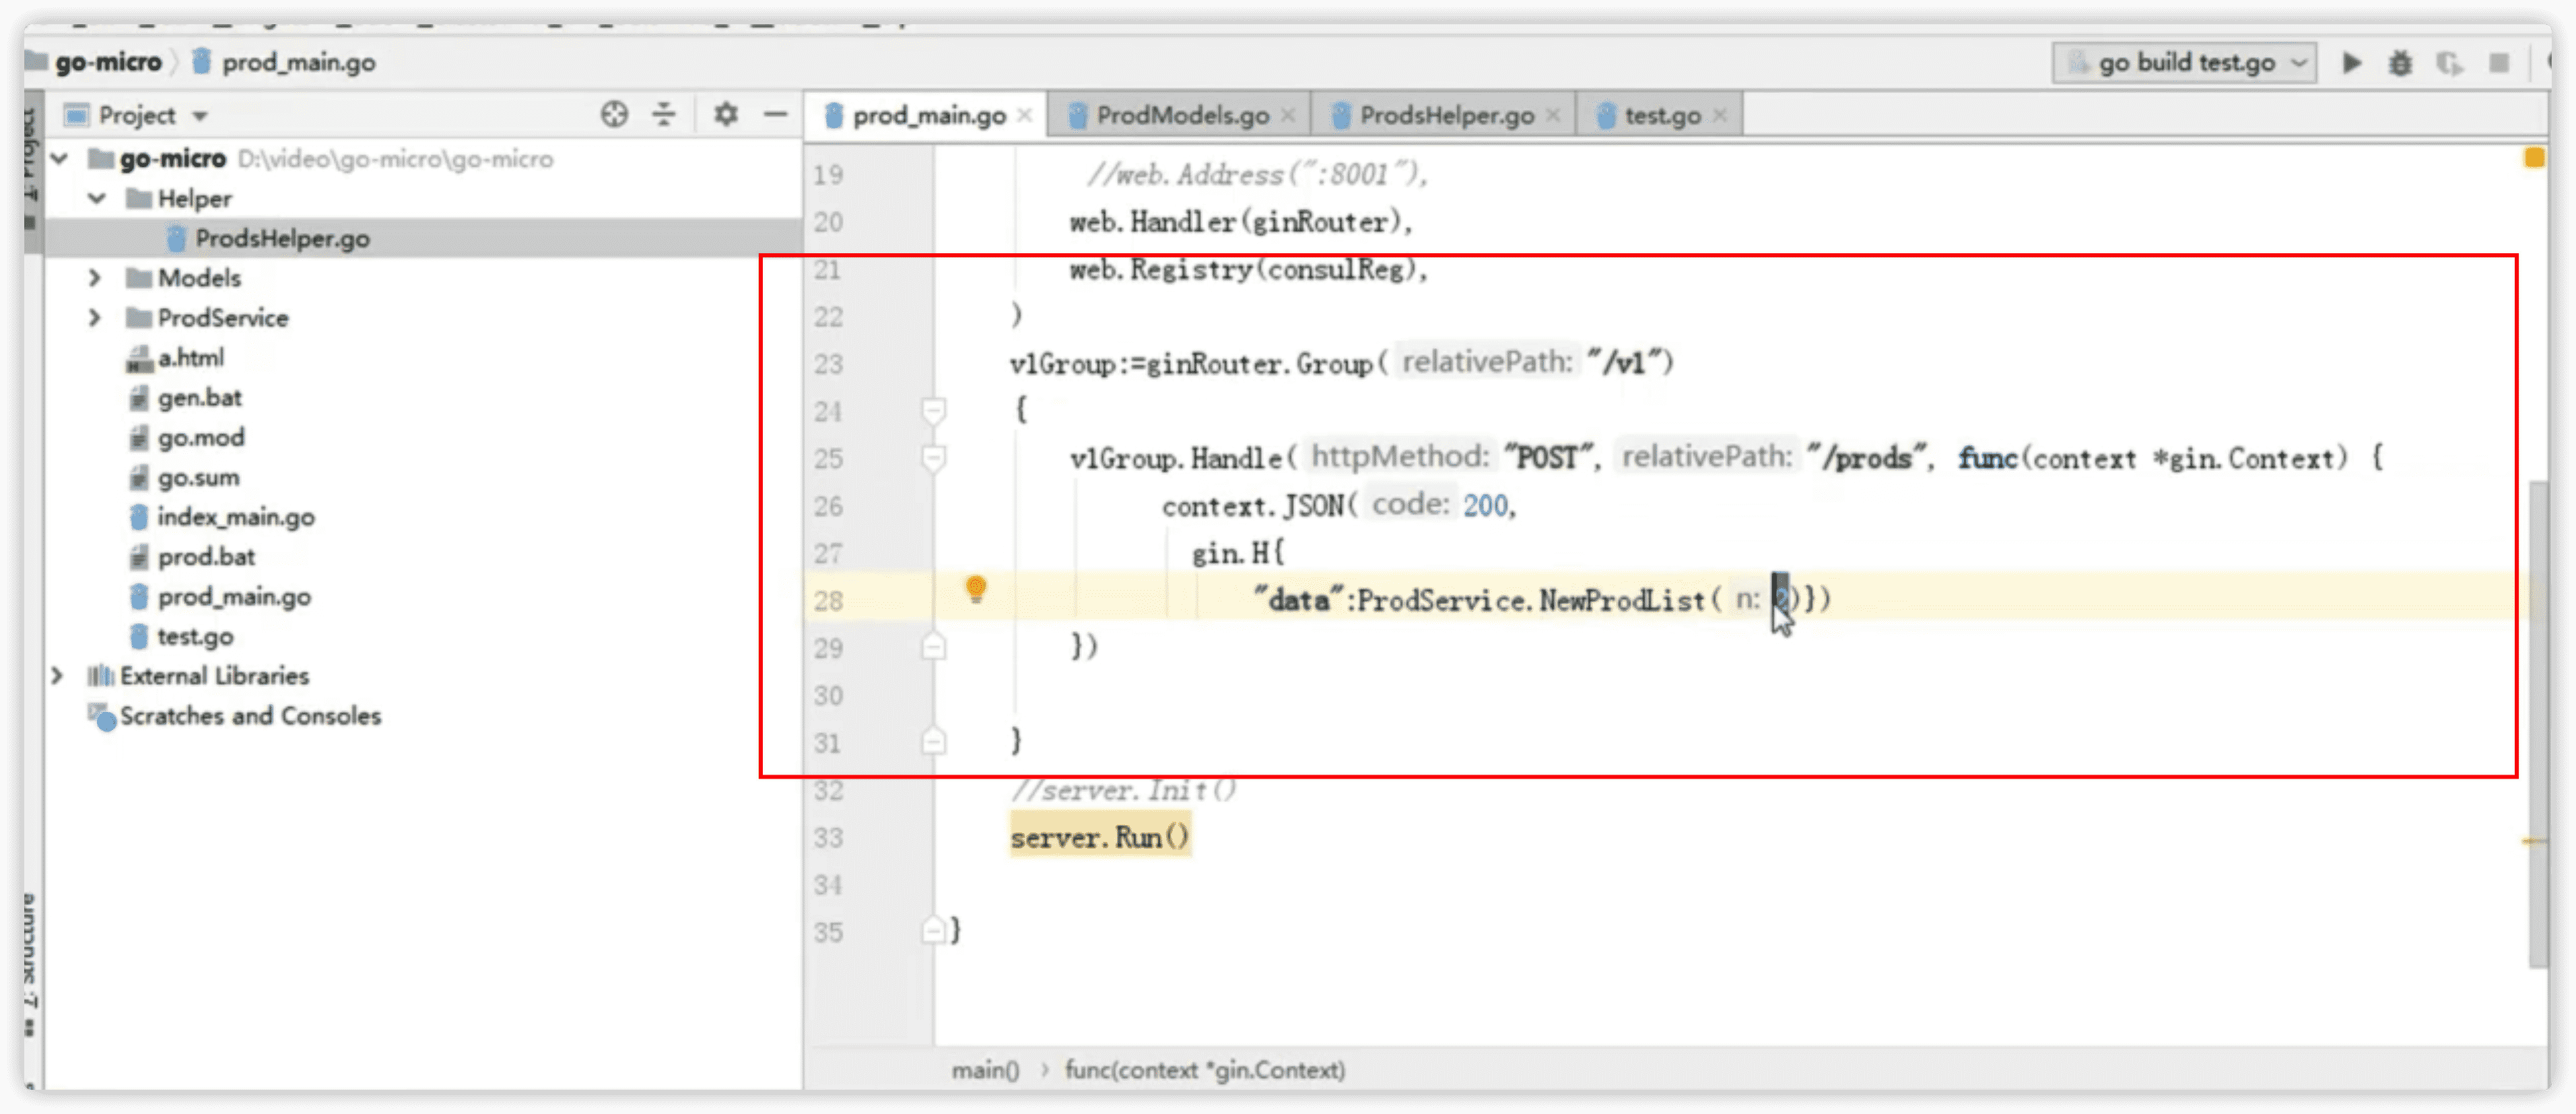 go-micro prod_main.go
go build test.go
Project
prod_main.go ProdModels.go ProdsHelper.go test.go
go-micro D:\video\go-micro\go-micro
Helper
ProdsHelper.go
Models
ProdService
a.html
gen.bat
go.mod
go.sum
index_main.go
prod.bat
prod_main.go
test.go
External Libraries
Scratches and Consoles
19 //web.Address(":8001"),
20 web.Handler(ginRouter),
21 web.Registry(consulReg),
22 )
23 v1Group:=ginRouter.Group( relativePath: "/v1")
24 {
25 v1Group.Handle( httpMethod: "POST", relativePath: "/prods", func(context *gin.Context) {
26 context.JSON( code: 200,
27 gin.H{
28 "data":ProdService.NewProdList( n: )})
29 })
30
31 }
32 //server.Init()
33 server.Run()
34
35 }
main() func(context *gin.Context)